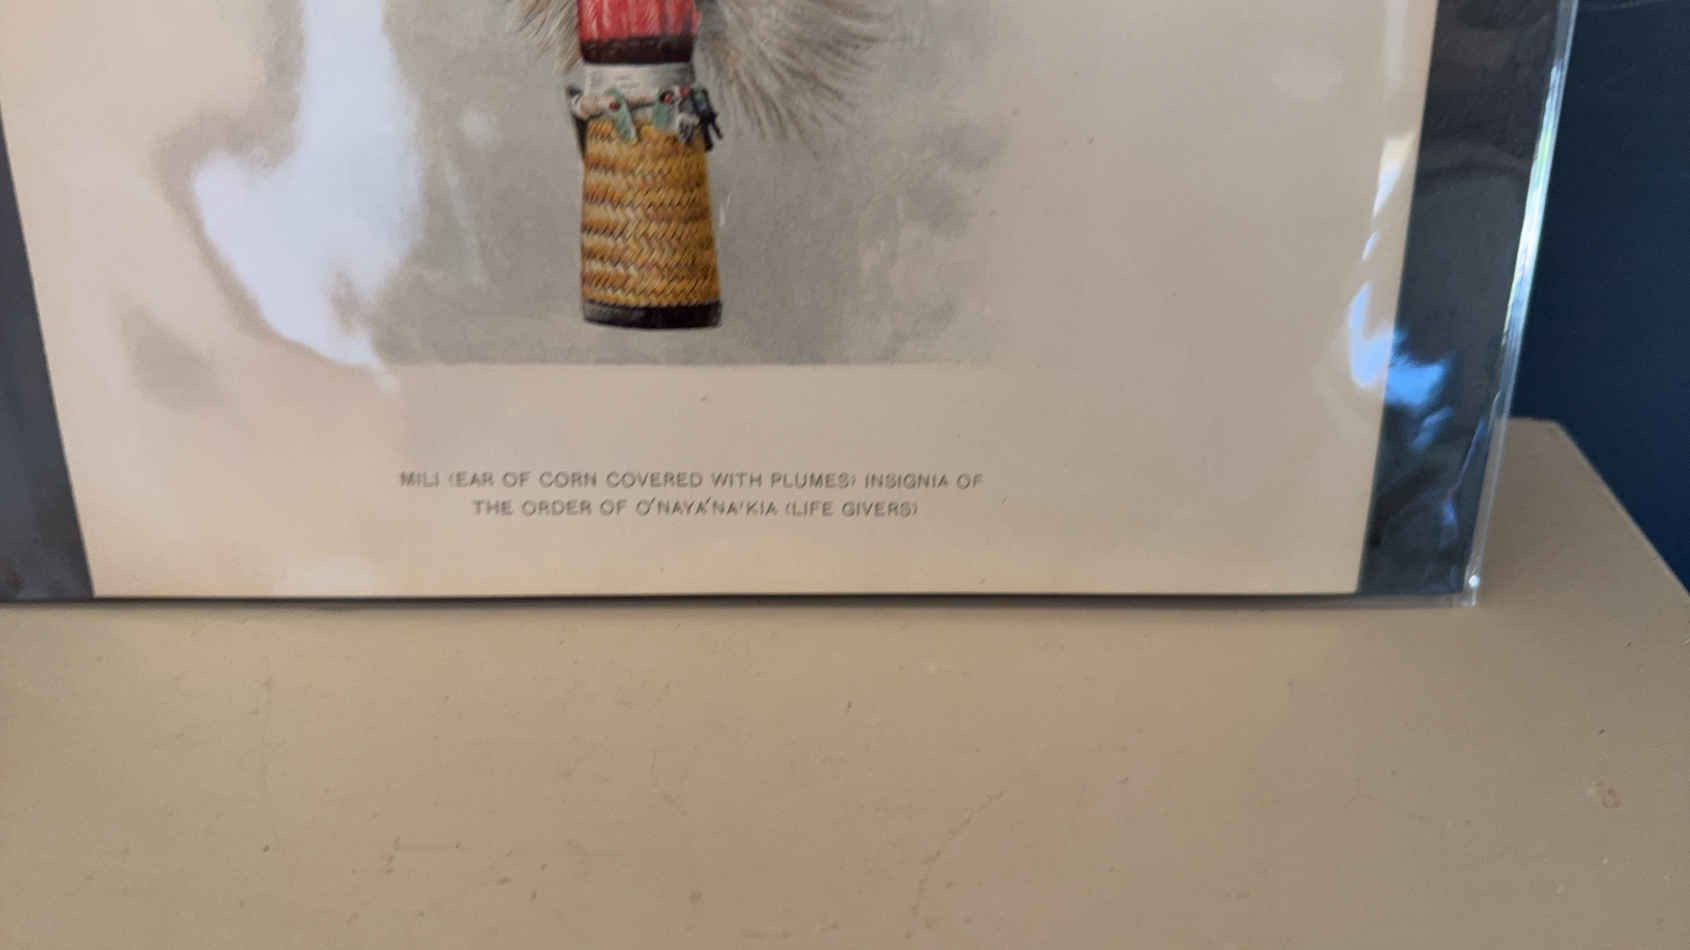 MILI (EAR OF CORN COVERED WITH PLUMES) INSIGNIA OF
THE ORDER OF O'NAYA'NA'KIA (LIFE GIVERS)